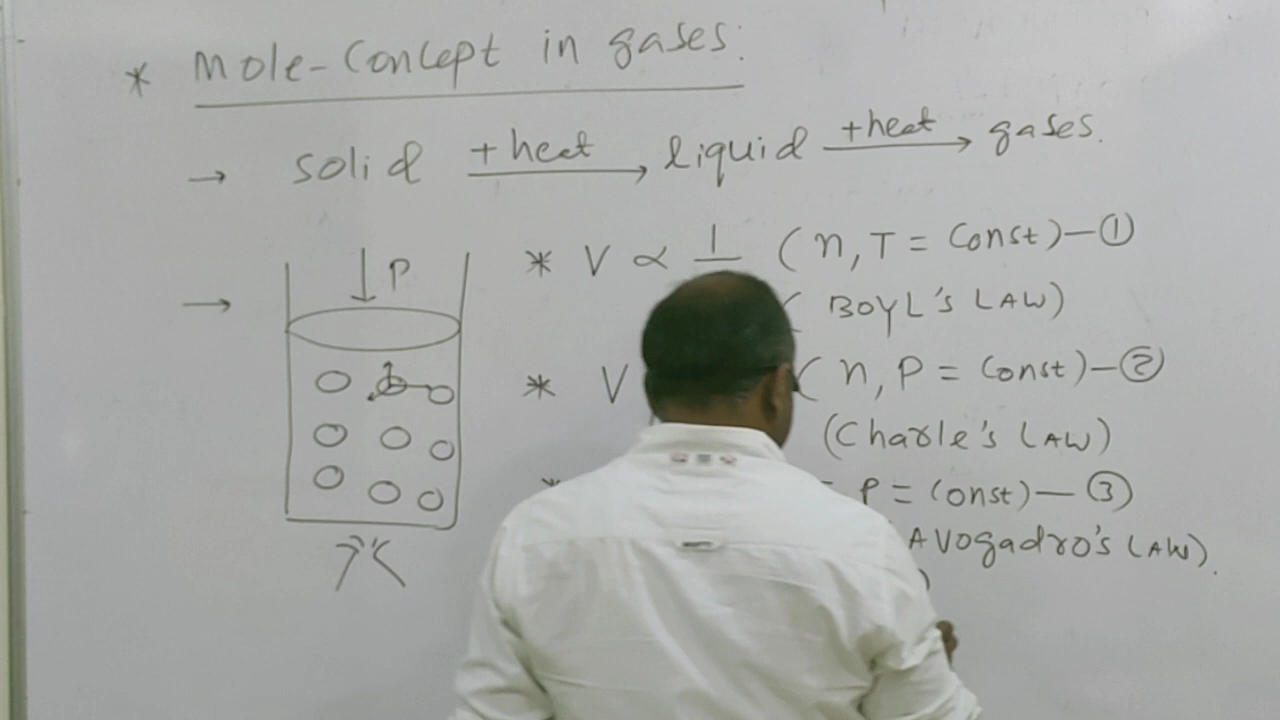 * Mole-Concept in gases:
→ solid +heat → liquid +heat → gases.
→ ↓P
* V ∝ 1 (n, T = Const)—①
( BOYL'S LAW)
* V (n, P = Const)—②
(Charle's LAW)
* P = Const)—③
AVogadro's LAW).
)